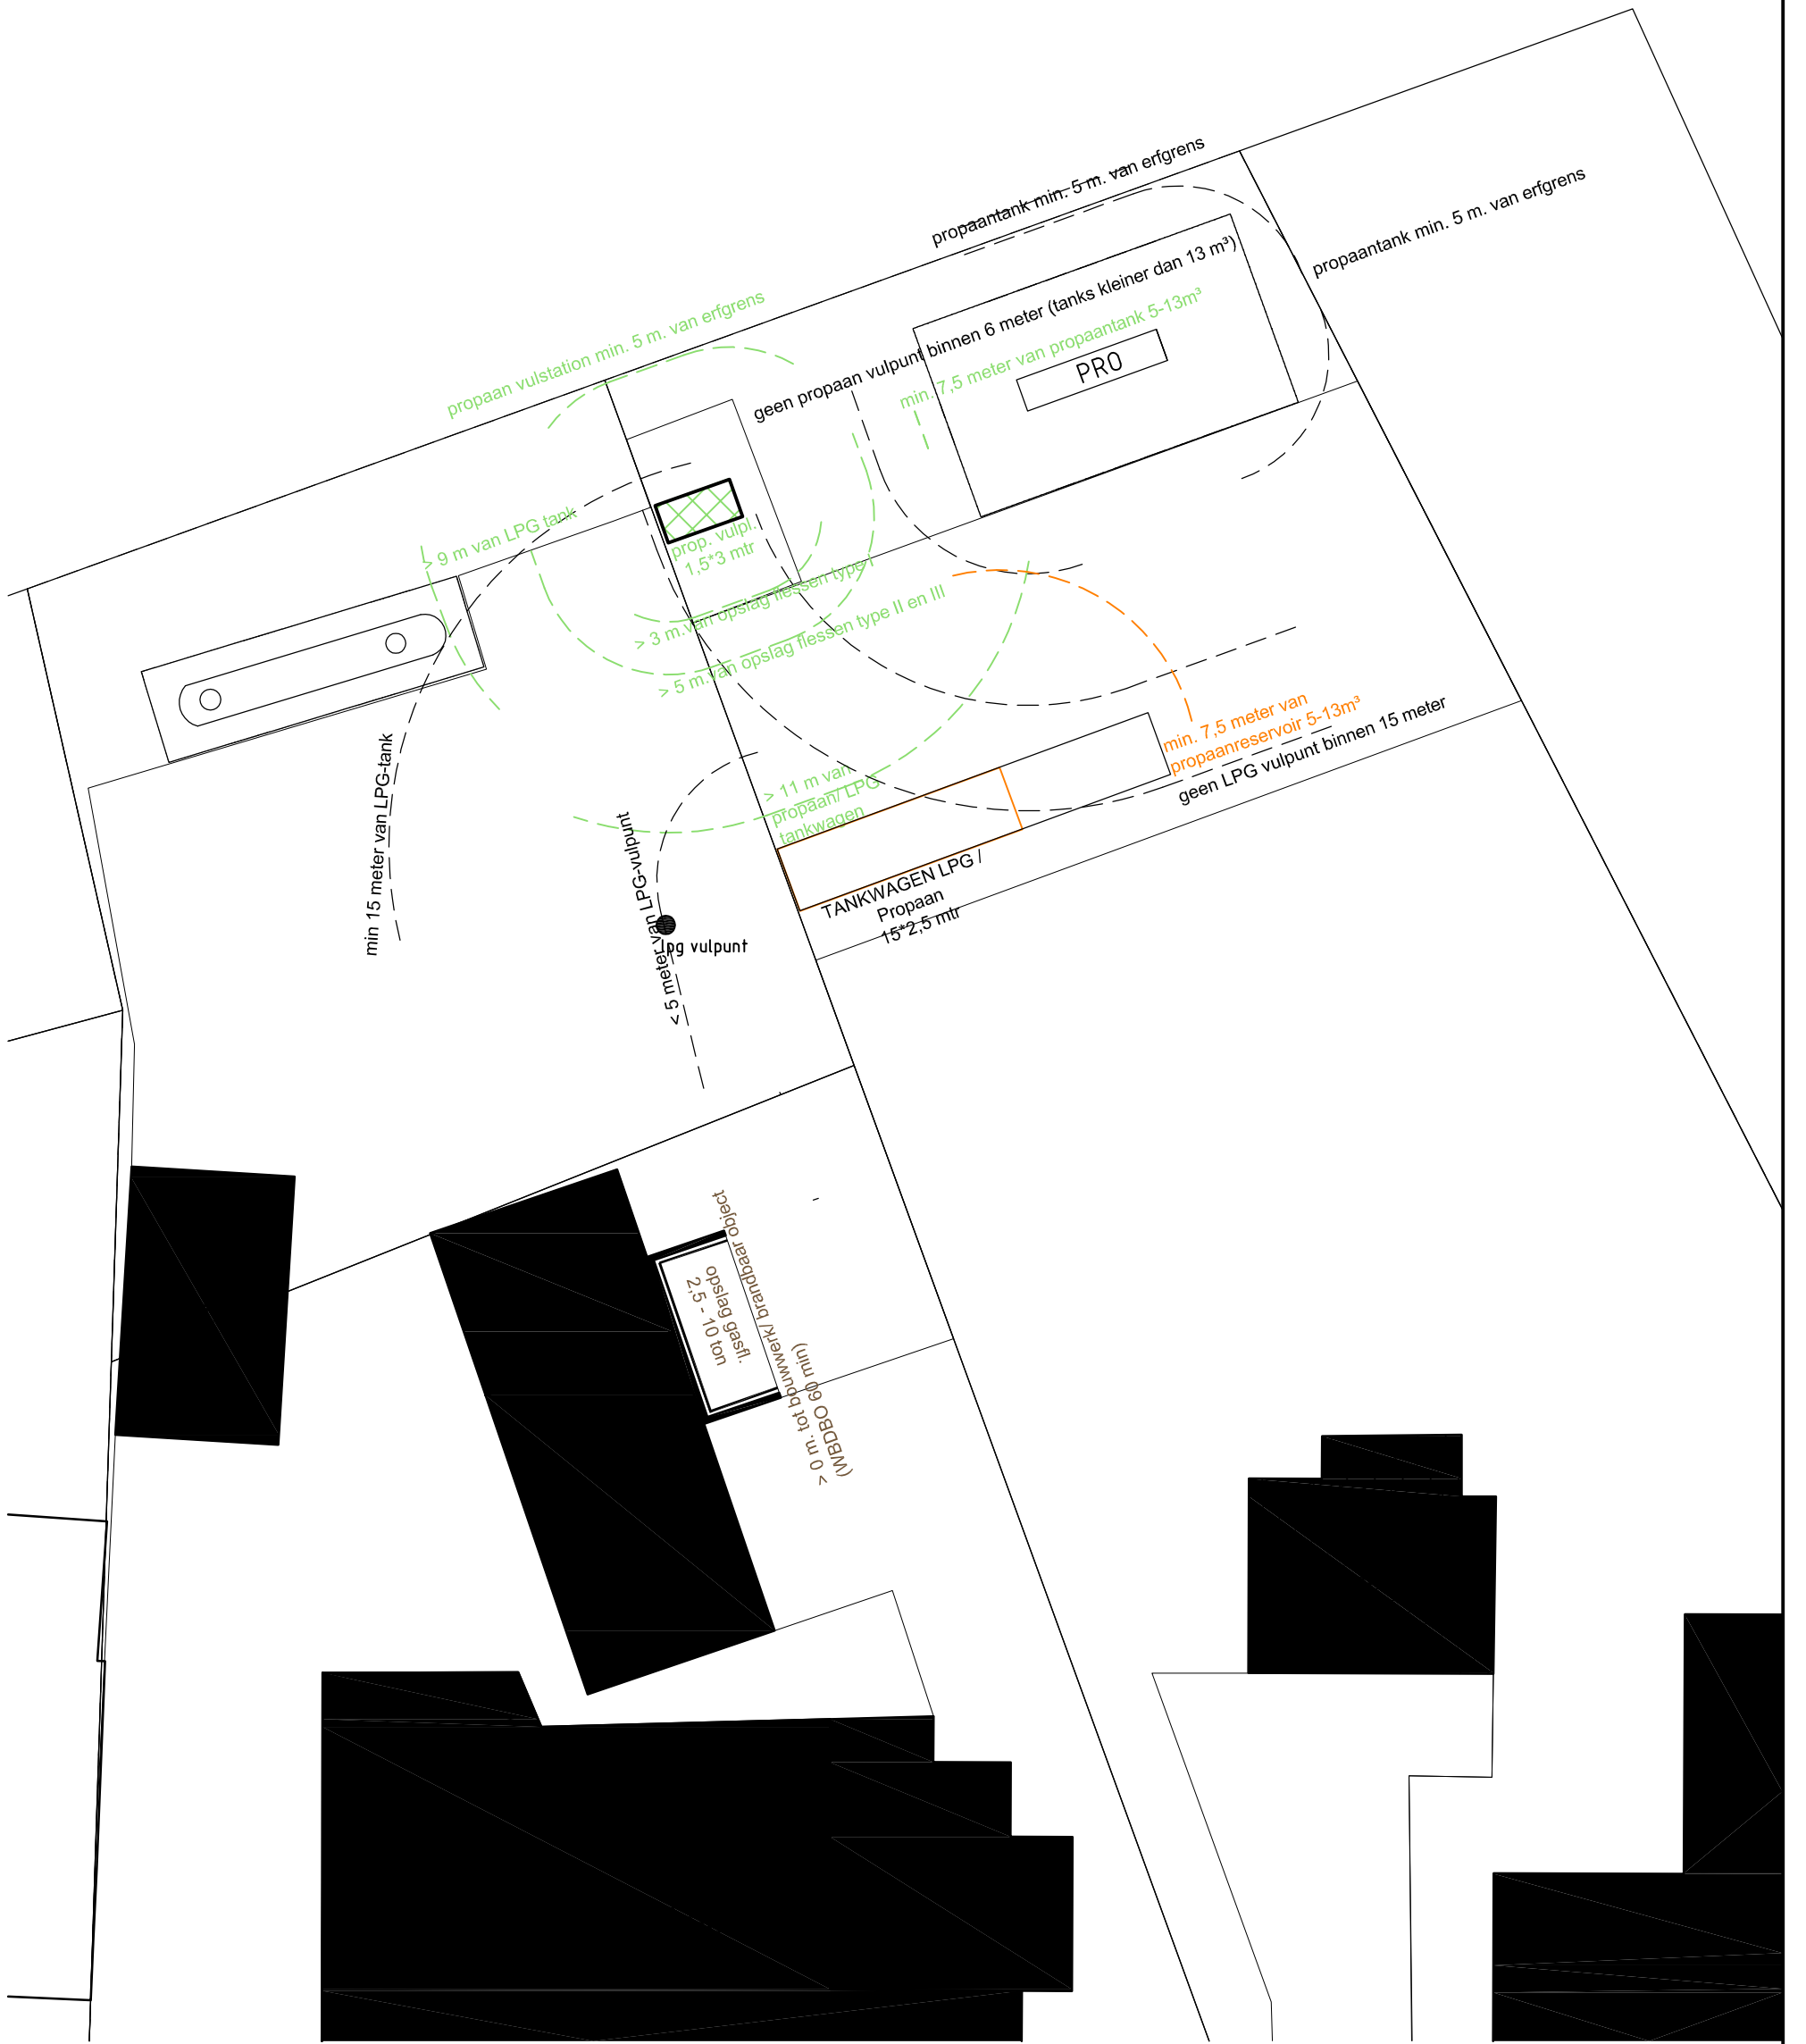 propaantank min. 5 m. van erfgrens
propaantank min. 5 m. van erfgrens
propaan vulstation min. 5 m. van erfgrens
geen propaan vulpunt binnen 6 meter (tanks kleiner dan 13 m³)
min. 7,5 meter van propaantank 5-13m³
PRO
> 9 m van LPG tank
prop. vulpl.
1,5*3 mtr
> 3 m.van opslag flessen type I
> 5 m.van opslag flessen type II en III
min. 7,5 meter van
propaanreservoir 5-13m³
geen LPG vulpunt binnen 15 meter
> 11 m van
propaan/ LPG
tankwagen
min 15 meter van LPG-tank
< 5 meter van LPG-vulpunt
TANKWAGEN LPG /
Propaan
15*2,5 mtr
lpg vulpunt
opslag gasfl.
2,5 - 10 ton
< 0 m. tot bouwwerk/ brandbaar object
(WBDBO 60 min)